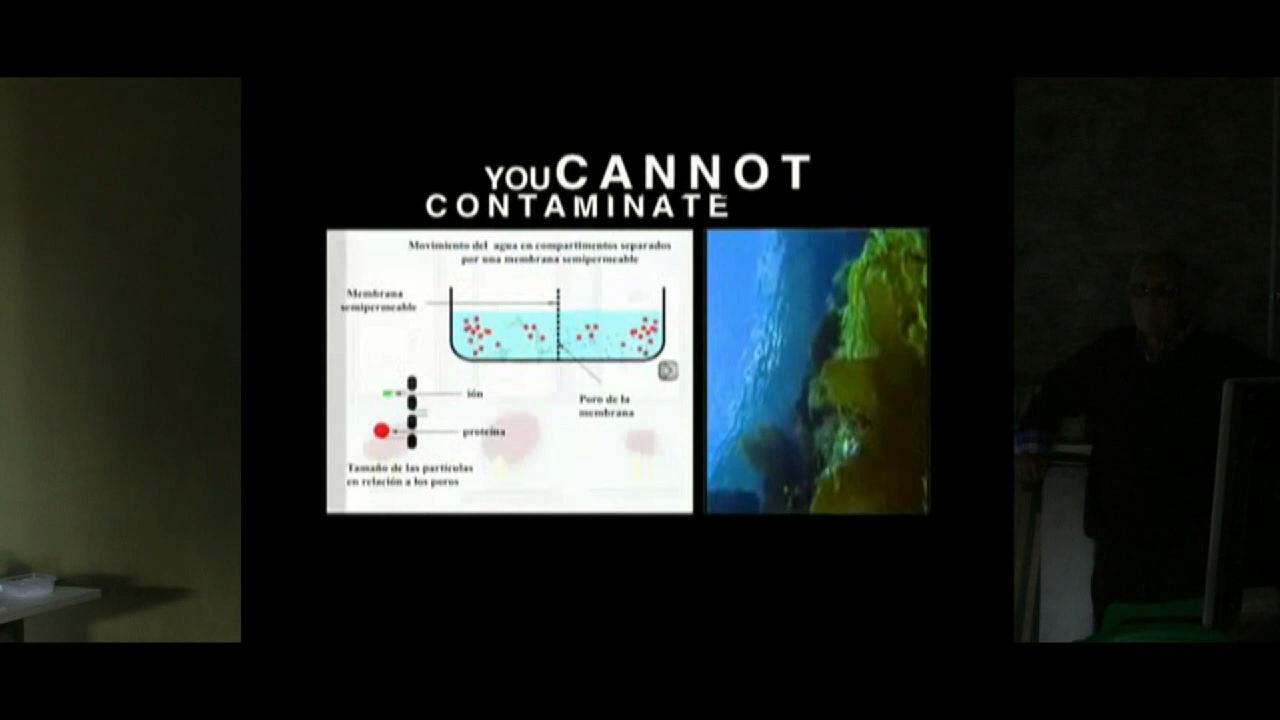 YOU CANNOT
CONTAMINATE
Movimiento del agua en compartimentos separados
por una membrana semipermeable
Membrana
semipermeable
ión
Poro de la
membrana
proteína
Tamaño de las partículas
en relación a los poros